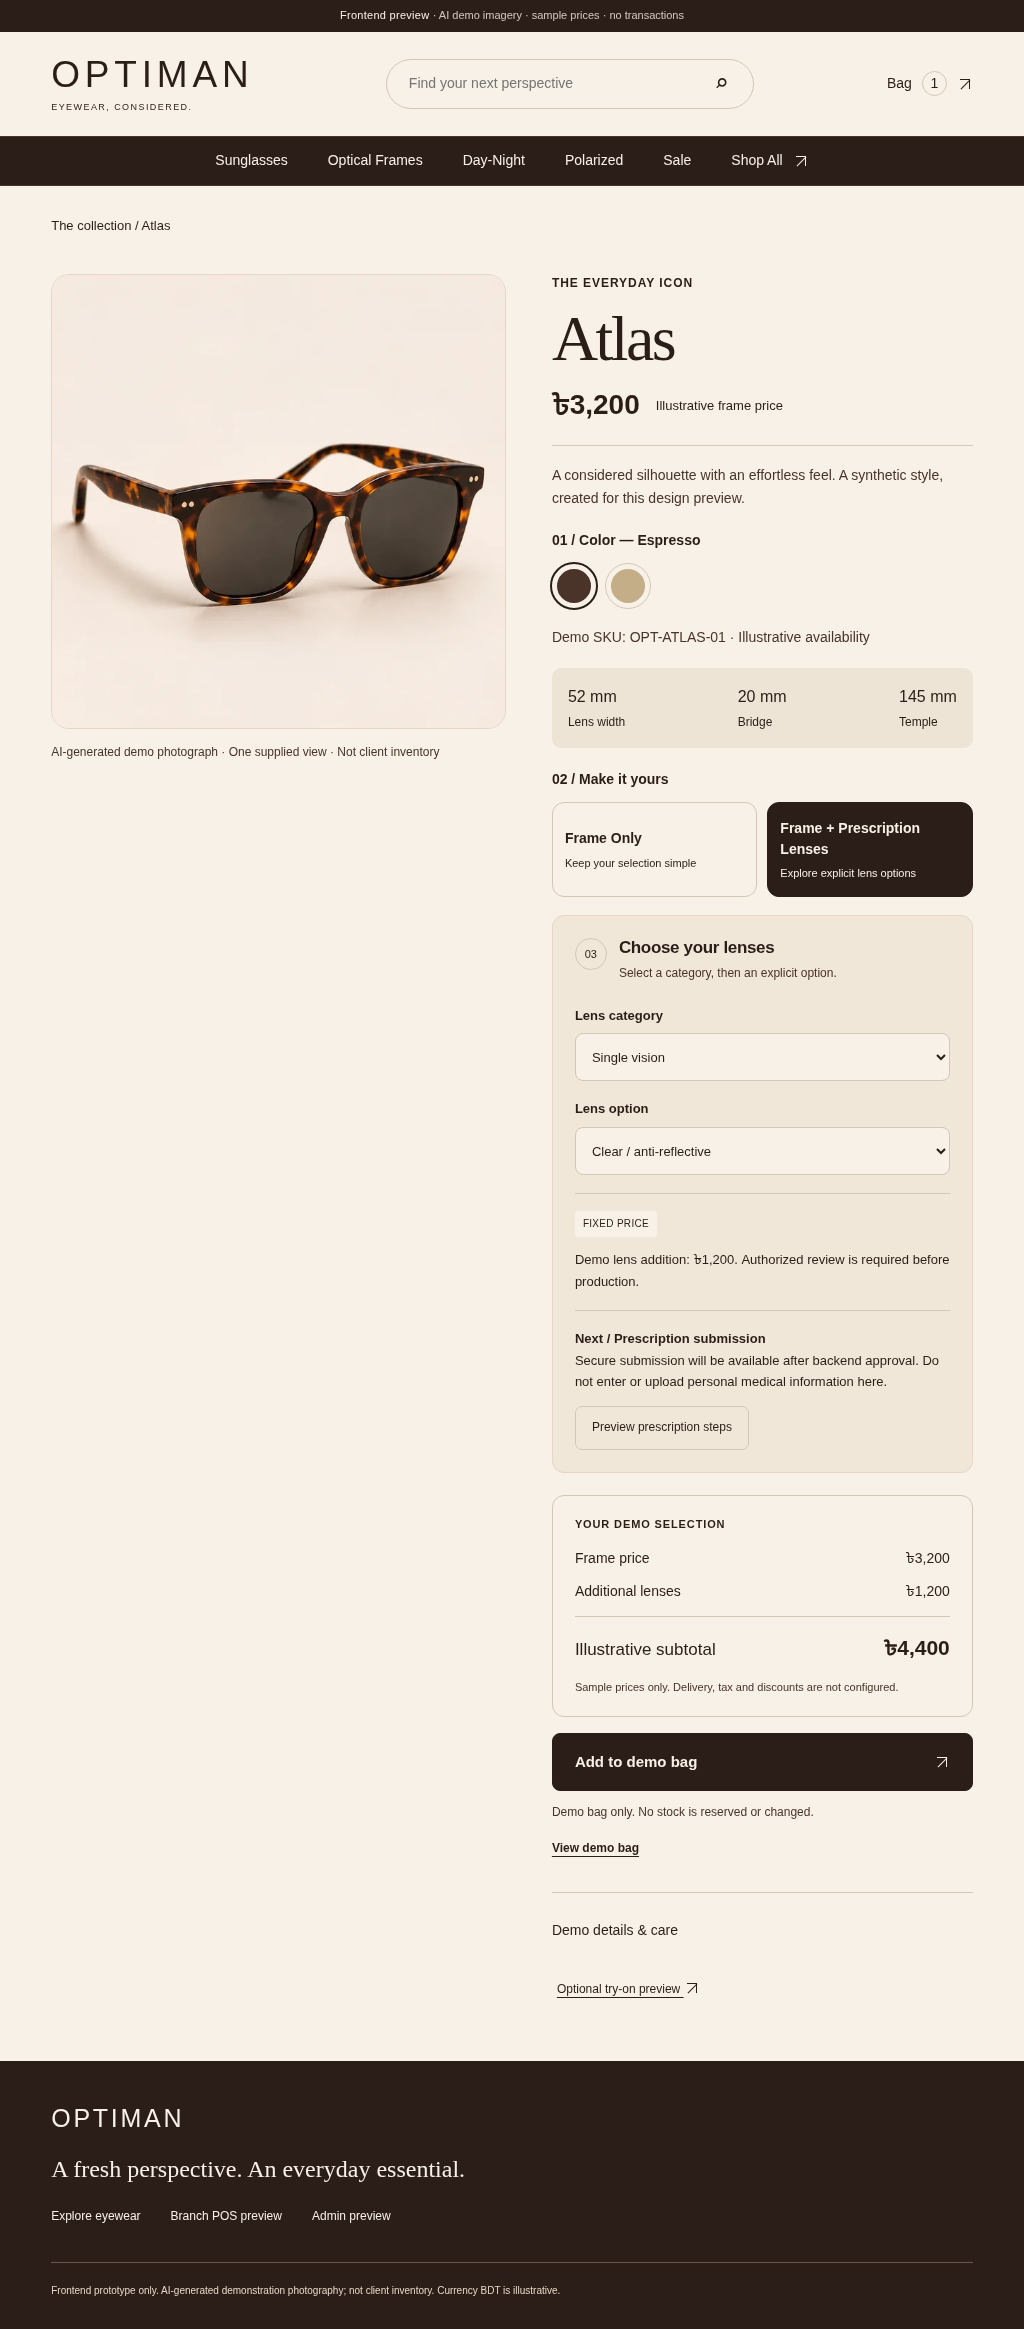 Frontend preview · AI demo imagery · sample prices · no transactions
OPTIMAN
EYEWEAR, CONSIDERED.
Find your next perspective
Bag 1
Sunglasses Optical Frames Day-Night Polarized Sale Shop All
The collection / Atlas
AI-generated demo photograph · One supplied view · Not client inventory
THE EVERYDAY ICON
Atlas
৳3,200 Illustrative frame price
A considered silhouette with an effortless feel. A synthetic style,
created for this design preview.
01 / Color — Espresso
Demo SKU: OPT-ATLAS-01 · Illustrative availability
52 mm 20 mm 145 mm
Lens width Bridge Temple
02 / Make it yours
Frame Only
Keep your selection simple
Frame + Prescription
Lenses
Explore explicit lens options
03 Choose your lenses
Select a category, then an explicit option.
Lens category
Single vision
Lens option
Clear / anti-reflective
FIXED PRICE
Demo lens addition: ৳1,200. Authorized review is required before
production.
Next / Prescription submission
Secure submission will be available after backend approval. Do
not enter or upload personal medical information here.
Preview prescription steps
YOUR DEMO SELECTION
Frame price ৳3,200
Additional lenses ৳1,200
Illustrative subtotal ৳4,400
Sample prices only. Delivery, tax and discounts are not configured.
Add to demo bag
Demo bag only. No stock is reserved or changed.
View demo bag
Demo details & care
Optional try-on preview
OPTIMAN
A fresh perspective. An everyday essential.
Explore eyewear Branch POS preview Admin preview
Frontend prototype only. AI-generated demonstration photography; not client inventory. Currency BDT is illustrative.